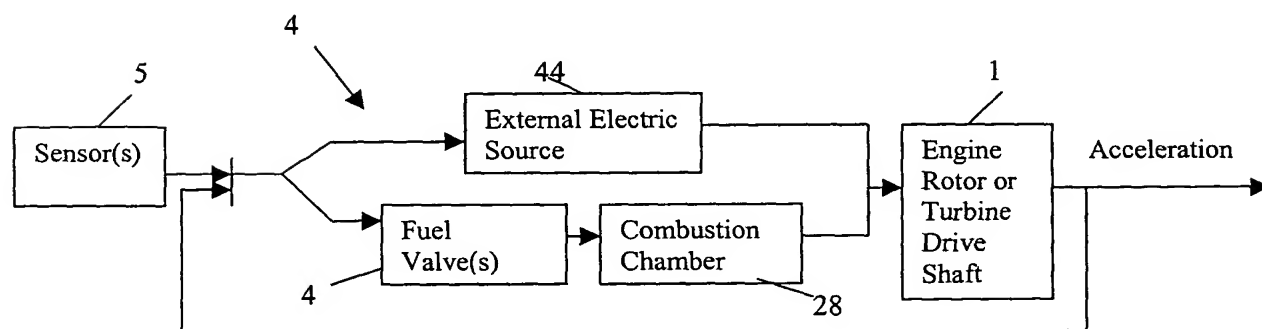 4
5
44
1
Sensor(s)
External Electric
Source
Engine
Rotor or
Turbine
Drive
Shaft
Acceleration
Fuel
Valve(s)
Combustion
Chamber
4
28